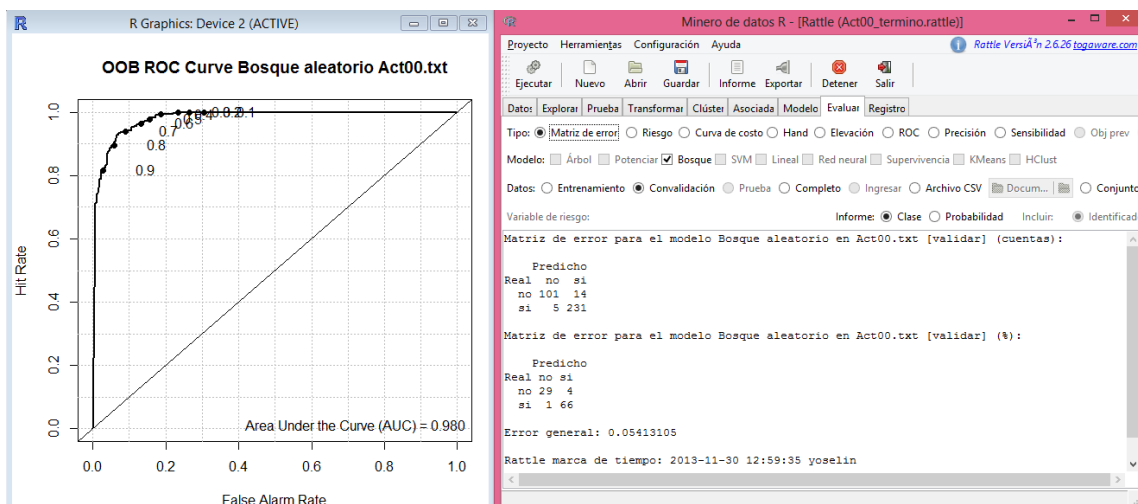 R Graphics: Device 2 (ACTIVE)
OOB ROC Curve Bosque aleatorio Act00.txt
Hit Rate
0.0 0.2 0.4 0.6 0.8 1.0
0.9
0.8
0.7
Area Under the Curve (AUC) = 0.980
0.0 0.2 0.4 0.6 0.8 1.0
False Alarm Rate
Minero de datos R - [Rattle (Act00_termino.rattle)]
Proyecto Herramientas Configuración Ayuda
Rattle VersiÃ³n 2.6.26 togaware.com
Ejecutar Nuevo Abrir Guardar Informe Exportar Detener Salir
Datos Explorar Prueba Transformar Clúster Asociada Modelo Evaluar Registro
Tipo: Matriz de error Riesgo Curva de costo Hand Elevación ROC Precisión Sensibilidad Obj prev
Modelo: Árbol Potenciar Bosque SVM Lineal Red neural Supervivencia KMeans HClust
Datos: Entrenamiento Convalidación Prueba Completo Ingresar Archivo CSV Docum... Conjunto
Variable de riesgo: Informe: Clase Probabilidad Incluir: Identificad
Matriz de error para el modelo Bosque aleatorio en Act00.txt [validar] (cuentas):
Predicho
Real no si
no 101 14
si 5 231
Matriz de error para el modelo Bosque aleatorio en Act00.txt [validar] (%):
Predicho
Real no si
no 29 4
si 1 66
Error general: 0.05413105
Rattle marca de tiempo: 2013-11-30 12:59:35 yoselin